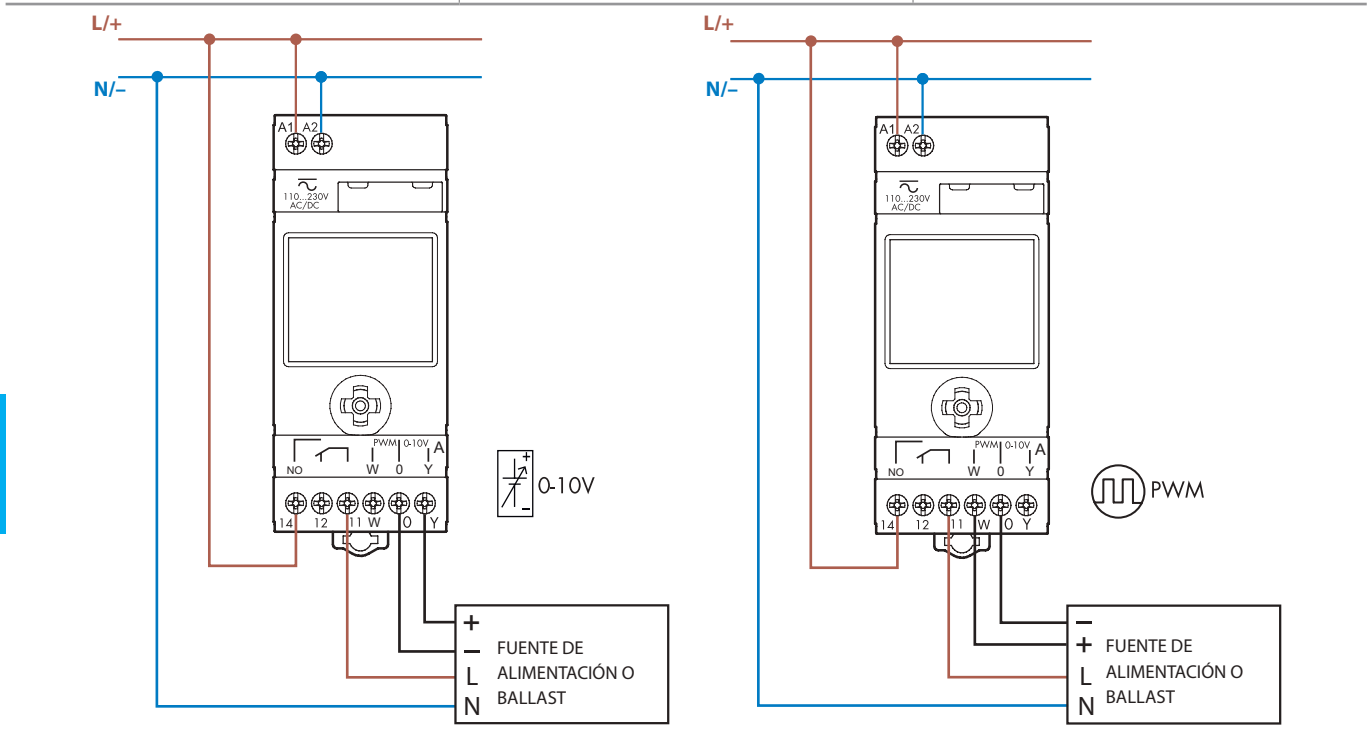 L/+
N/–
A1 A2
110...230V
AC/DC
PWM 0-10V A
NO W 0 Y
14 12 11 W O Y
0-10V
+
–
+
– FUENTE DE
L ALIMENTACIÓN O
N BALLAST
L/+
N/–
A1 A2
110...230V
AC/DC
PWM 0-10V A
NO W 0 Y
14 12 11 W O Y
PWM
–
+ FUENTE DE
L ALIMENTACIÓN O
N BALLAST